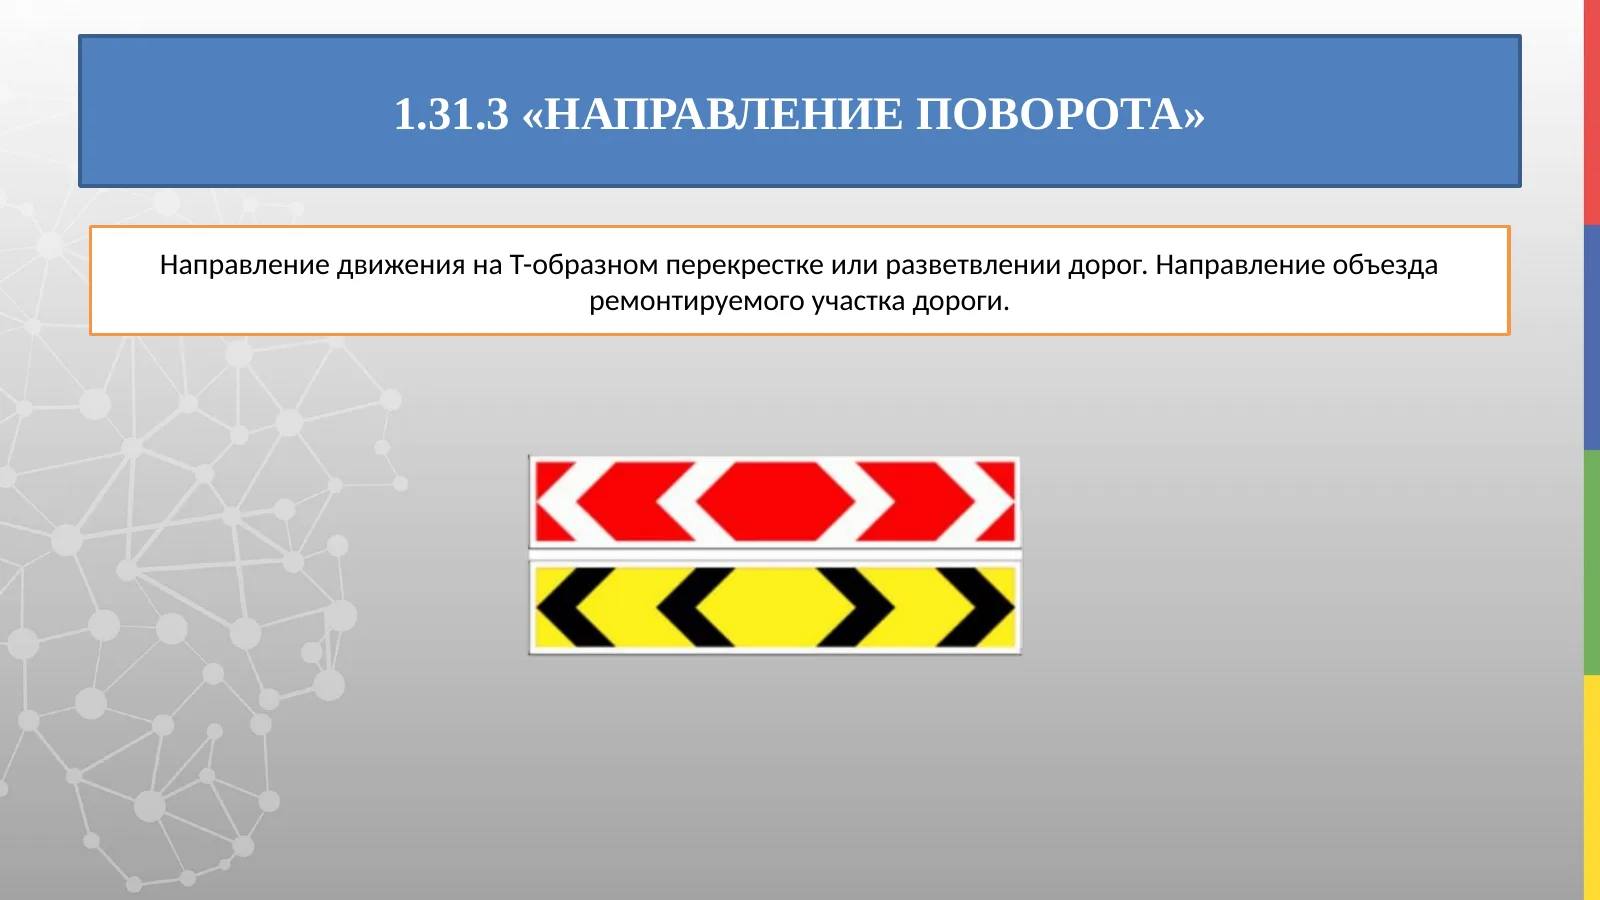 1.31.3 «НАПРАВЛЕНИЕ ПОВОРОТА»
Направление движения на Т-образном перекрестке или разветвлении дорог. Направление объезда
ремонтируемого участка дороги.